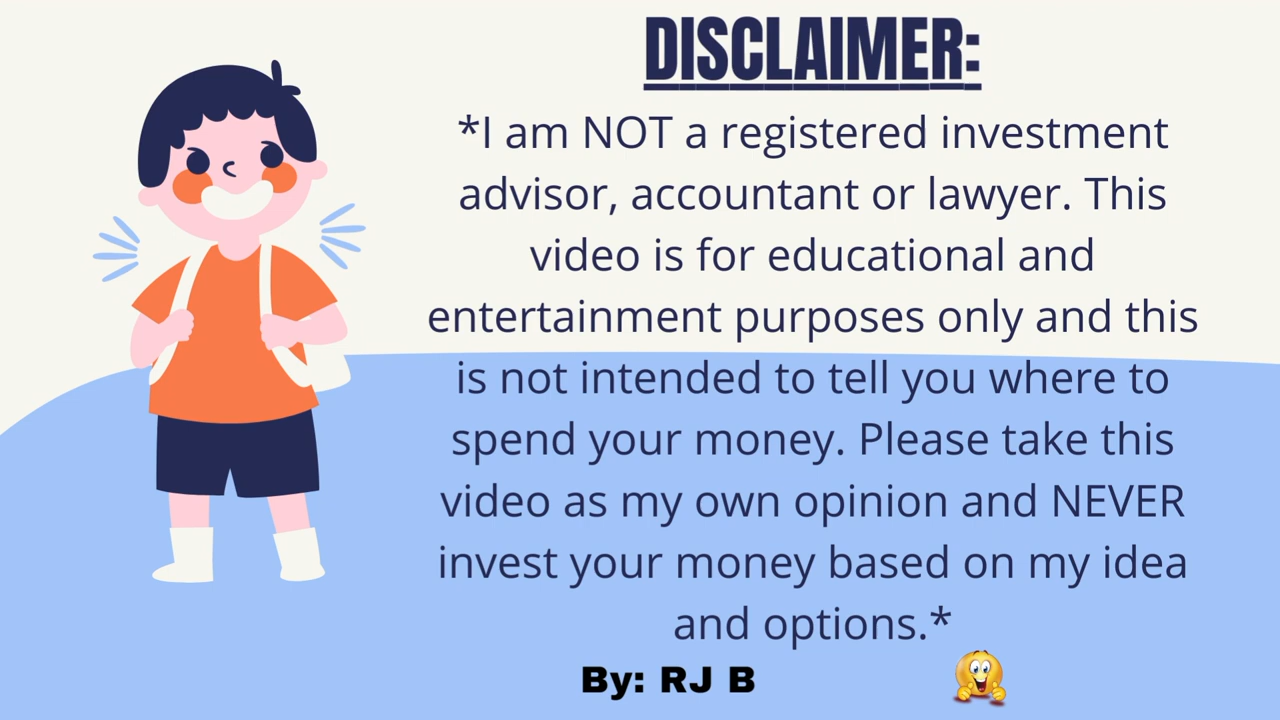 DISCLAIMER:
*I am NOT a registered investment
advisor, accountant or lawyer. This
video is for educational and
entertainment purposes only and this
is not intended to tell you where to
spend your money. Please take this
video as my own opinion and NEVER
invest your money based on my idea
and options.*
By: RJ B